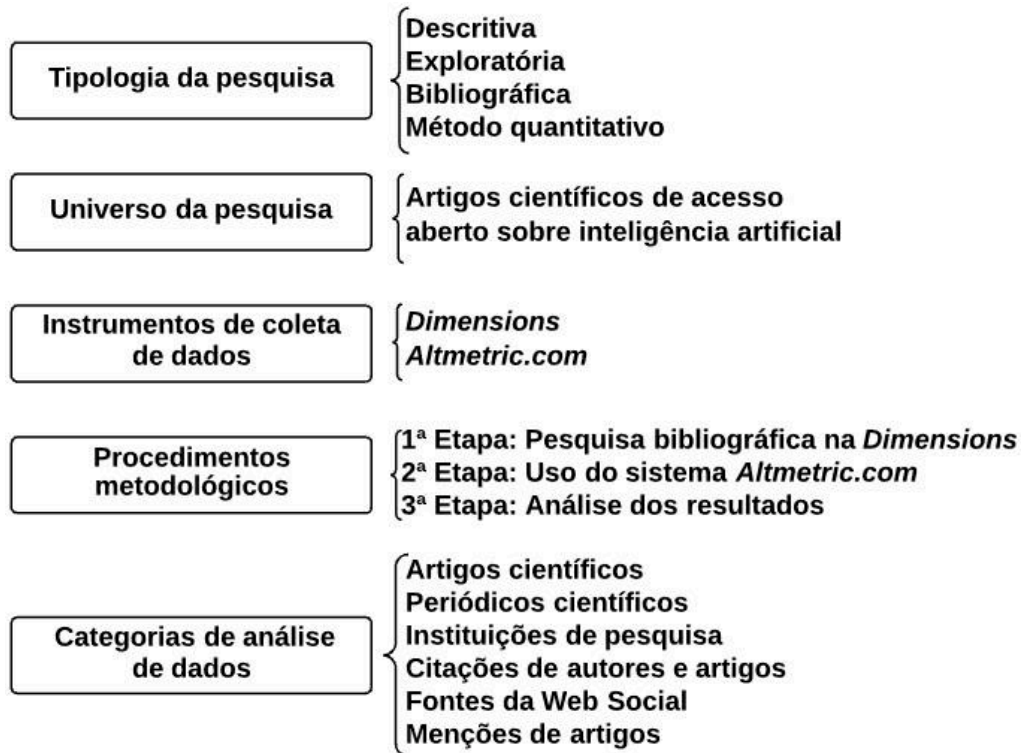 Tipologia da pesquisa
Descritiva
Exploratória
Bibliográfica
Método quantitativo
Universo da pesquisa
Artigos científicos de acesso
aberto sobre inteligência artificial
Instrumentos de coleta
de dados
Dimensions
Altmetric.com
Procedimentos
metodológicos
1ª Etapa: Pesquisa bibliográfica na Dimensions
2ª Etapa: Uso do sistema Altmetric.com
3ª Etapa: Análise dos resultados
Categorias de análise
de dados
Artigos científicos
Periódicos científicos
Instituições de pesquisa
Citações de autores e artigos
Fontes da Web Social
Menções de artigos